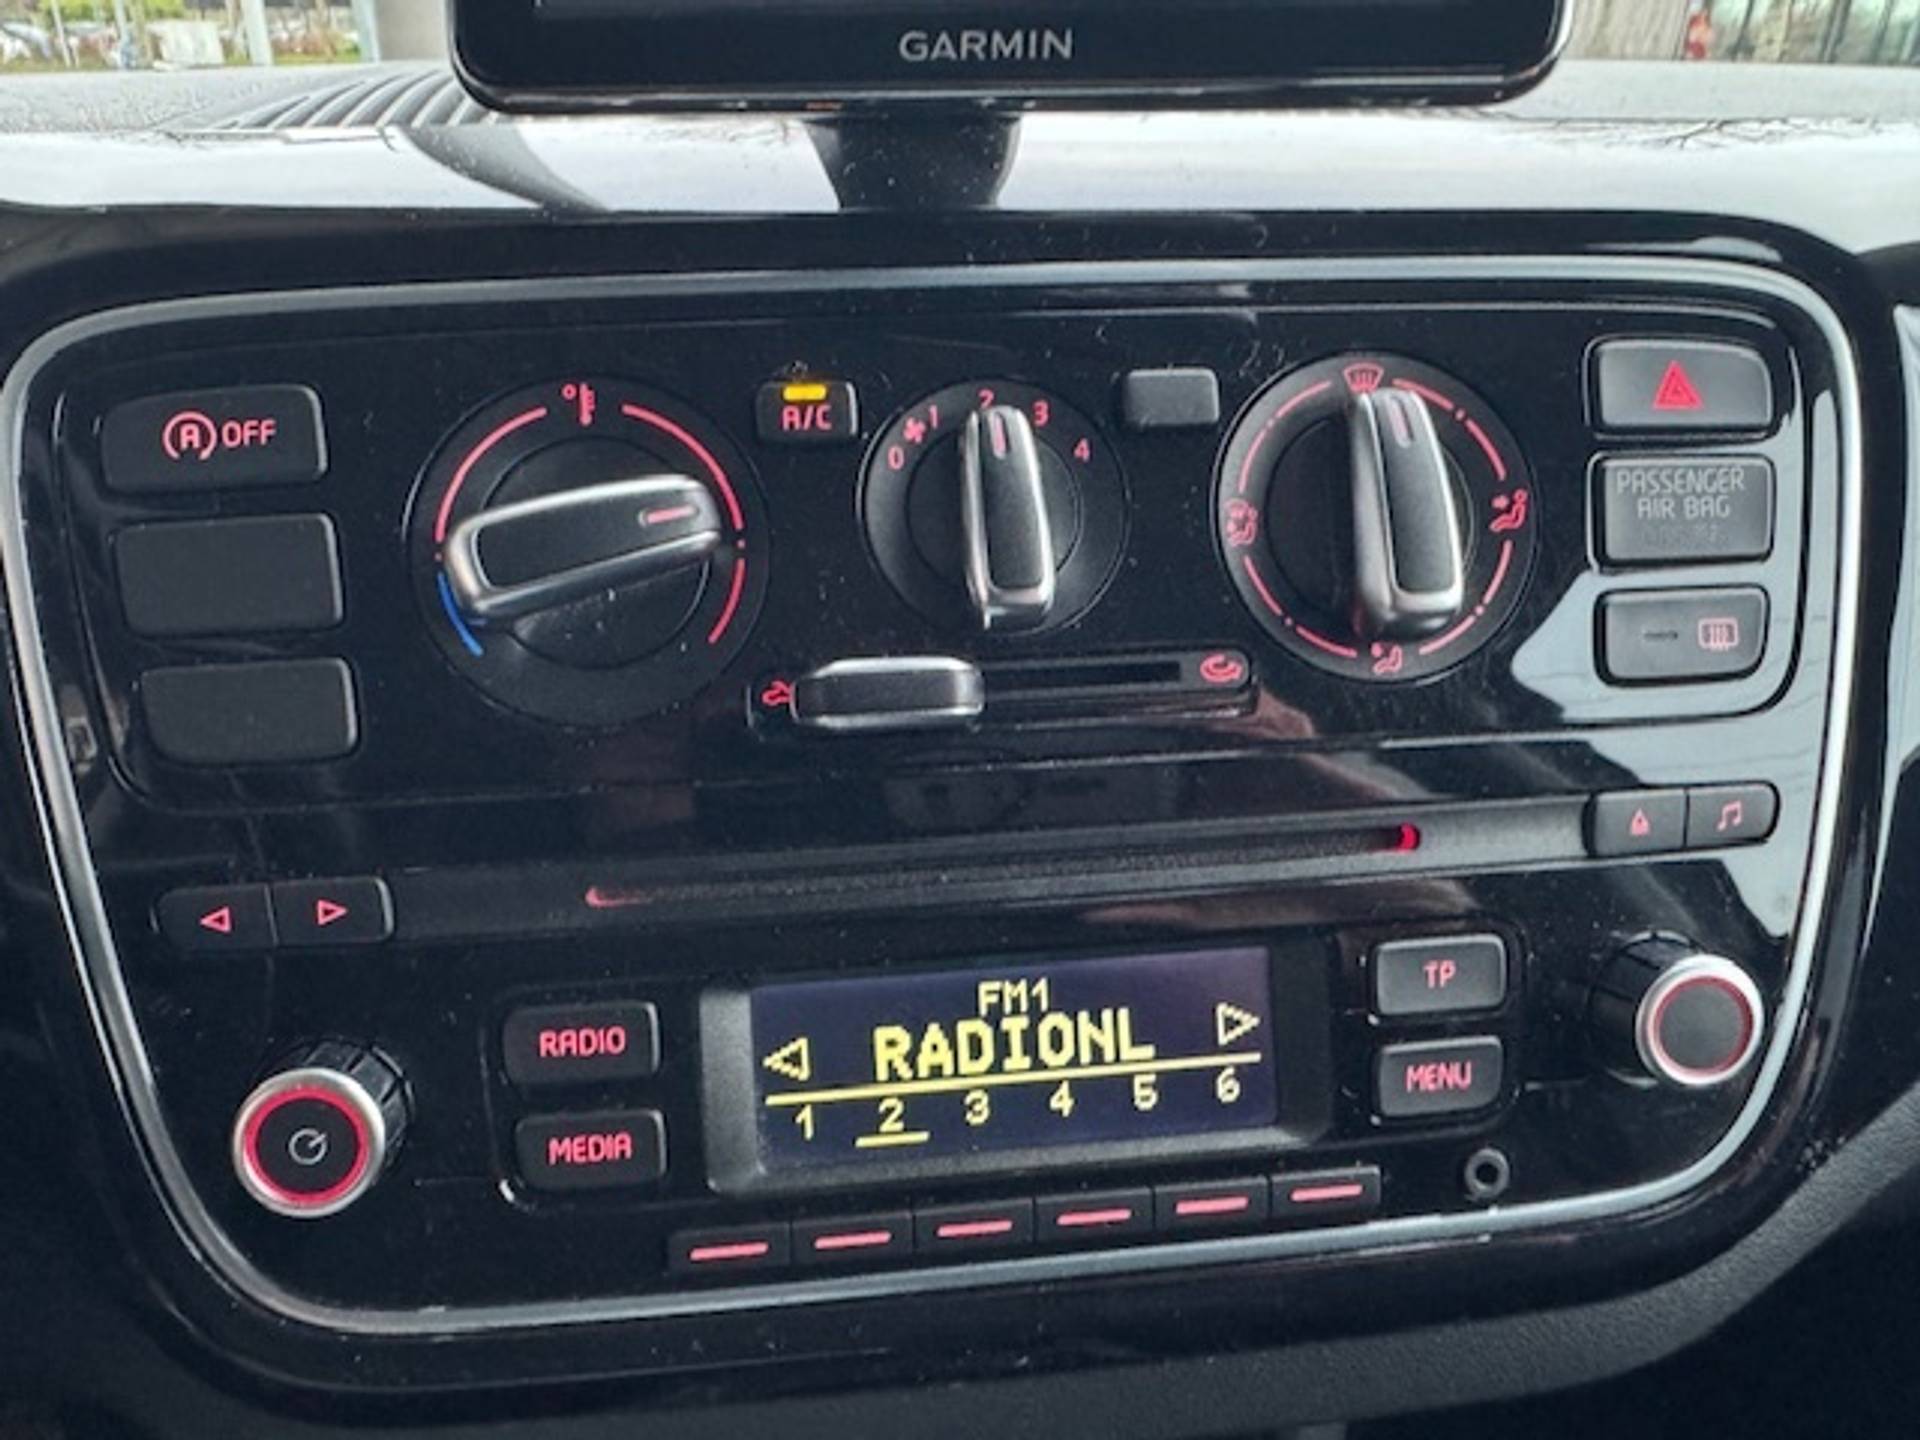 GARMIN
A OFF
A/C
0 1 2 3 4
PASSENGER
AIR BAG
RADIO
MEDIA
FM1
RADIONL
1 2 3 4 5 6
TP
MENU